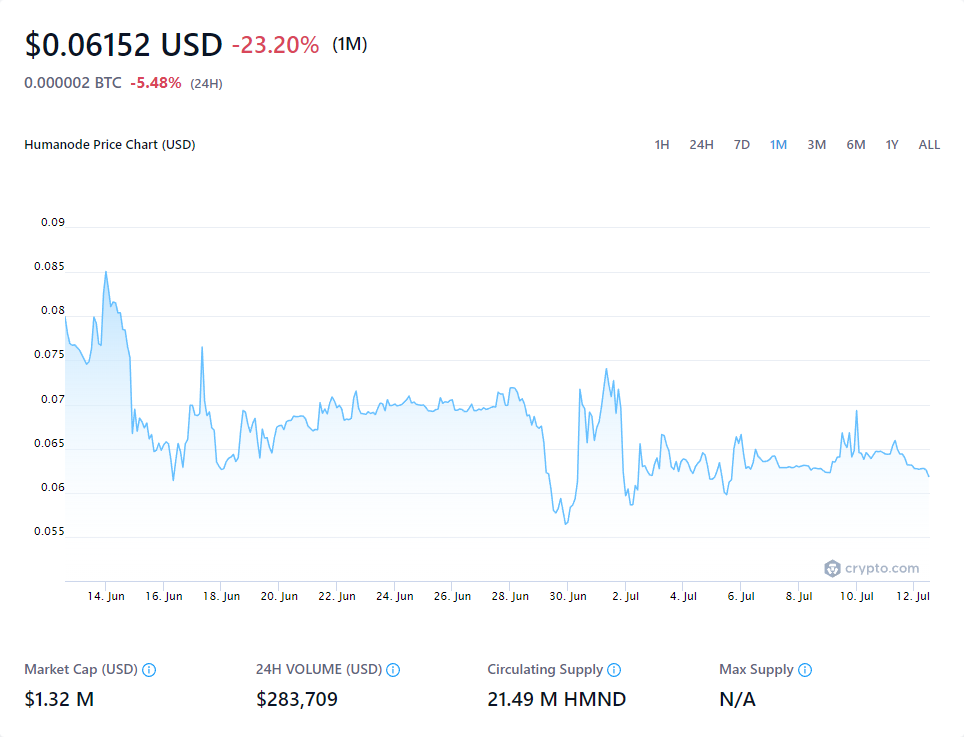 $0.06152 USD -23.20% (1M)
0.000002 BTC -5.48% (24H)
Humanode Price Chart (USD) 1H 24H 7D 1M 3M 6M 1Y ALL
0.09
0.085
0.08
0.075
0.07
0.065
0.06
0.055
crypto.com
14. Jun 16. Jun 18. Jun 20. Jun 22. Jun 24. Jun 26. Jun 28. Jun 30. Jun 2. Jul 4. Jul 6. Jul 8. Jul 10. Jul 12. Jul
Market Cap (USD) 24H VOLUME (USD) Circulating Supply Max Supply
$1.32 M $283,709 21.49 M HMND N/A